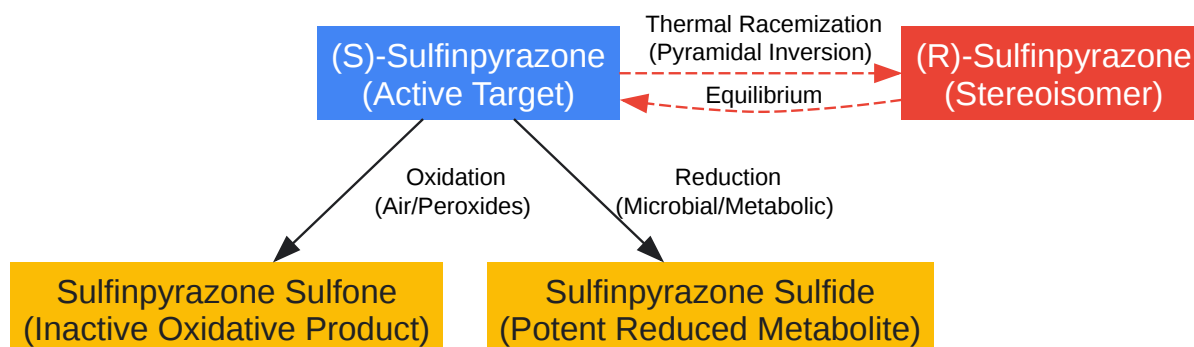 (S)-Sulfinpyrazone
(Active Target)
Thermal Racemization
(Pyramidal Inversion)
Equilibrium
(R)-Sulfinpyrazone
(Stereoisomer)
Oxidation
(Air/Peroxides)
Reduction
(Microbial/Metabolic)
Sulfinpyrazone Sulfone
(Inactive Oxidative Product)
Sulfinpyrazone Sulfide
(Potent Reduced Metabolite)